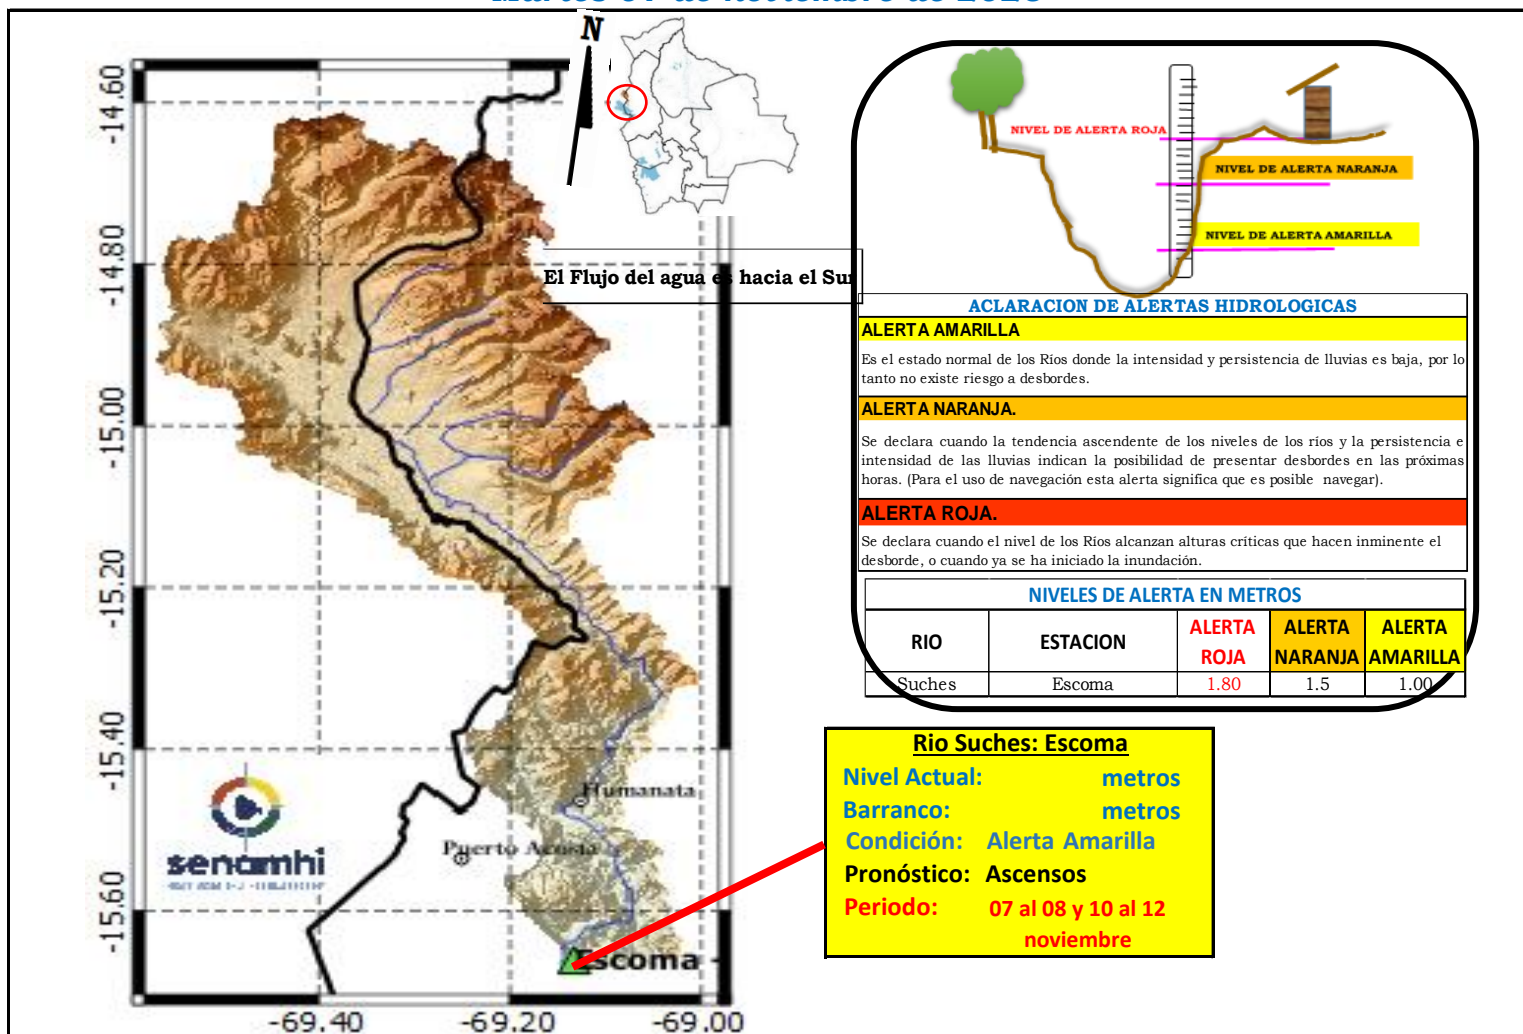 N
NIVEL DE ALERTA ROJA
NIVEL DE ALERTA NARANJA
NIVEL DE ALERTA AMARILLA
El Flujo del agua es hacia el Sur
ACLARACION DE ALERTAS HIDROLOGICAS
ALERTA AMARILLA
Es el estado normal de los Ríos donde la intensidad y persistencia de lluvias es baja, por lo
tanto no existe riesgo a desbordes.
ALERTA NARANJA.
Se declara cuando la tendencia ascendente de los niveles de los ríos y la persistencia e
intensidad de las lluvias indican la posibilidad de presentar desbordes en las próximas
horas. (Para el uso de navegación esta alerta significa que es posible navegar).
ALERTA ROJA.
Se declara cuando el nivel de los Ríos alcanzan alturas críticas que hacen inminente el
desborde, o cuando ya se ha iniciado la inundación.
NIVELES DE ALERTA EN METROS
RIO ESTACION ALERTA ROJA ALERTA NARANJA ALERTA AMARILLA
Suches Escoma 1.80 1.5 1.00
Rio Suches: Escoma
Nivel Actual: metros
Barranco: metros
Condición: Alerta Amarilla
Pronóstico: Ascensos
Periodo: 07 al 08 y 10 al 12
noviembre
-14.60
-14.80
-15.00
-15.20
-15.40
-15.60
Humanata
Puerto Acosta
Escoma
senamhi
-69.40 -69.20 -69.00